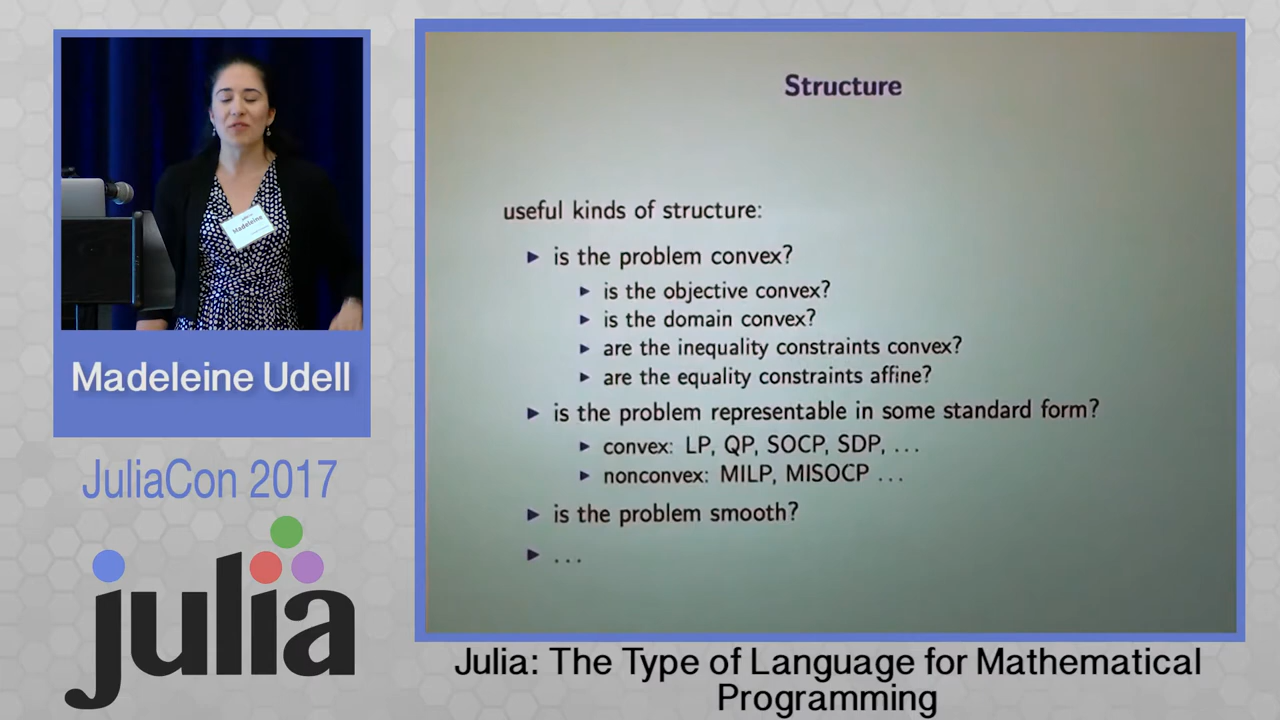 Madeleine
Madeleine Udell
JuliaCon 2017
julia
Structure
useful kinds of structure:
▶ is the problem convex?
▶ is the objective convex?
▶ is the domain convex?
▶ are the inequality constraints convex?
▶ are the equality constraints affine?
▶ is the problem representable in some standard form?
▶ convex: LP, QP, SOCP, SDP, ...
▶ nonconvex: MILP, MISOCP ...
▶ is the problem smooth?
▶ ...
Julia: The Type of Language for Mathematical
Programming